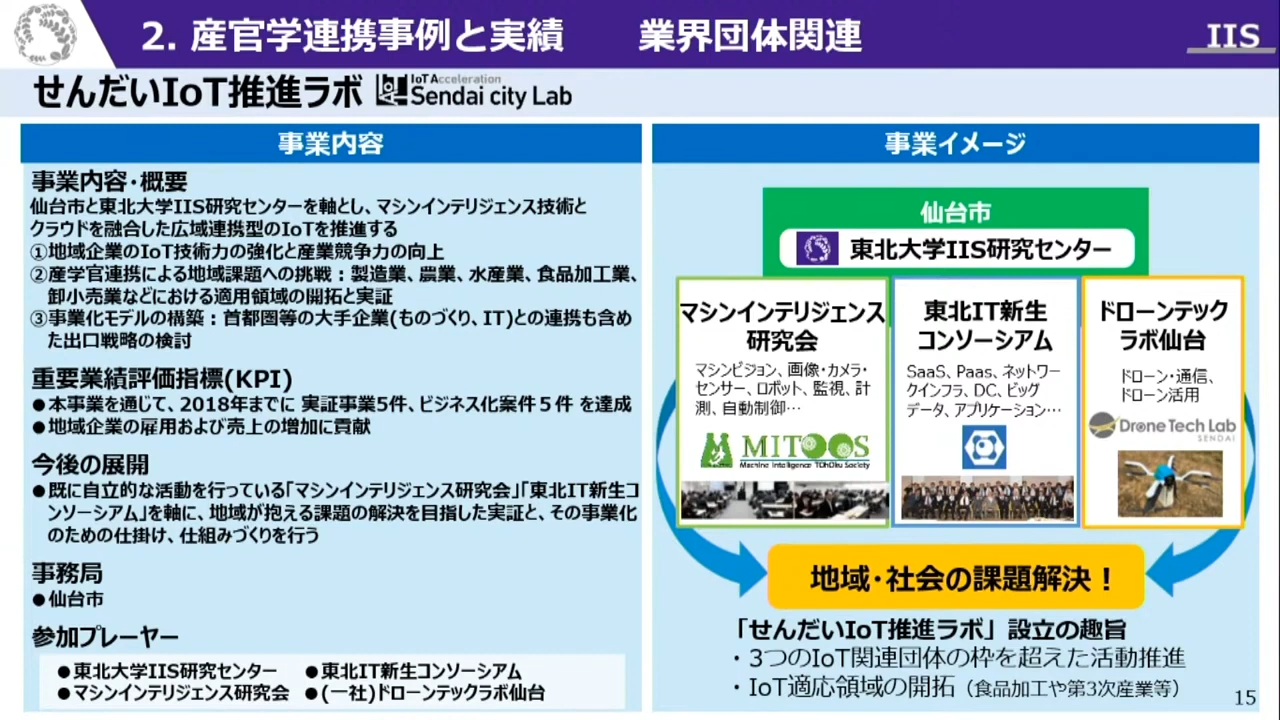 2. 産官学連携事例と実績　　業界団体関連
IIS
せんだいIoT推進ラボ
IoT Acceleration
Sendai city Lab
事業内容
事業内容・概要
仙台市と東北大学IIS研究センターを軸とし、マシンインテリジェンス技術と
クラウドを融合した広域連携型のIoTを推進する
①地域企業のIoT技術力の強化と産業競争力の向上
②産学官連携による地域課題への挑戦：製造業、農業、水産業、食品加工業、
卸小売業などにおける適用領域の開拓と実証
③事業化モデルの構築：首都圏等の大手企業(ものづくり、IT)との連携も含め
た出口戦略の検討
重要業績評価指標(KPI)
●本事業を通じて、2018年までに 実証事業5件、ビジネス化案件５件 を達成
●地域企業の雇用および売上の増加に貢献
今後の展開
●既に自立的な活動を行っている「マシンインテリジェンス研究会」「東北IT新生コ
ンソーシアム」を軸に、地域が抱える課題の解決を目指した実証と、その事業化
のための仕掛け、仕組みづくりを行う
事務局
●仙台市
参加プレーヤー
●東北大学IIS研究センター　●東北IT新生コンソーシアム
●マシンインテリジェンス研究会　●(一社)ドローンテックラボ仙台
事業イメージ
仙台市
東北大学IIS研究センター
マシンインテリジェンス
研究会
マシンビジョン、画像・カメラ・
センサー、ロボット、監視、計
測、自動制御…
MITOOS
Machine Intelligence TOhOku Society
東北IT新生
コンソーシアム
SaaS、Paas、ネットワー
クインフラ、DC、ビッグ
データ、アプリケーション…
ドローンテック
ラボ仙台
ドローン・通信、
ドローン活用
Drone Tech Lab
SENDAI
地域・社会の課題解決！
「せんだいIoT推進ラボ」設立の趣旨
・3つのIoT関連団体の枠を超えた活動推進
・IoT適応領域の開拓（食品加工や第3次産業等）
15